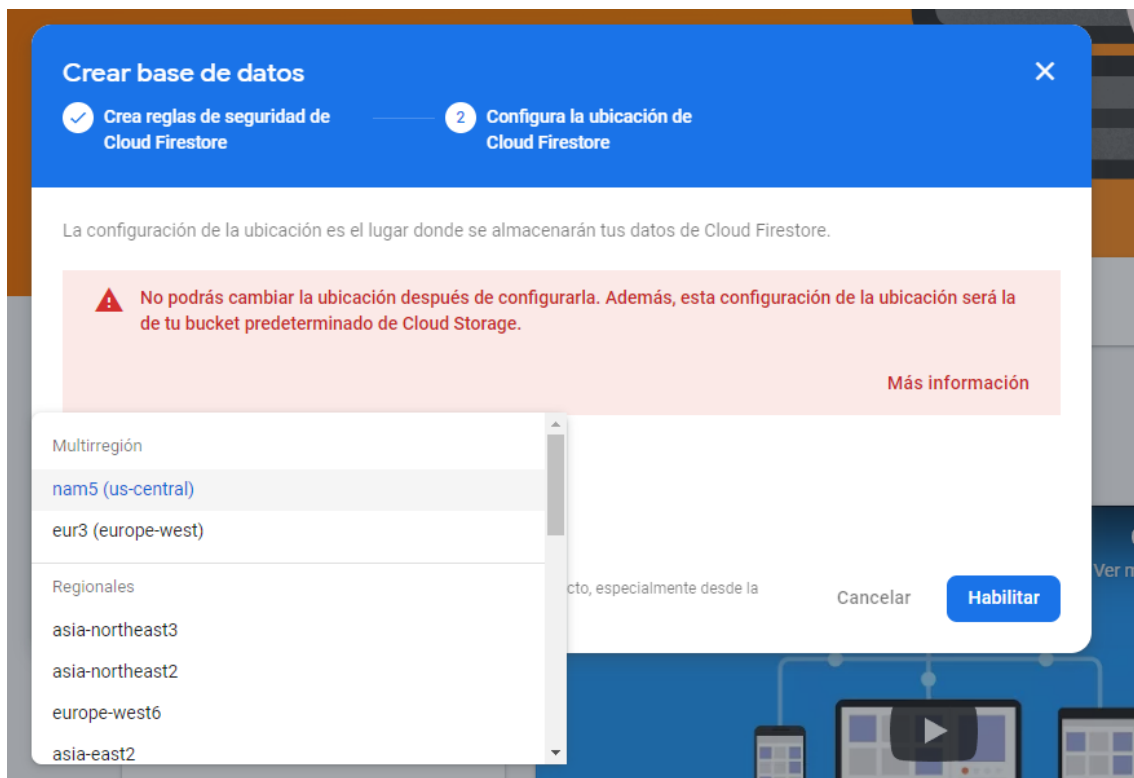 Crear base de datos
Crea reglas de seguridad de
Cloud Firestore
2
Configura la ubicación de
Cloud Firestore
La configuración de la ubicación es el lugar donde se almacenarán tus datos de Cloud Firestore.
No podrás cambiar la ubicación después de configurarla. Además, esta configuración de la ubicación será la
de tu bucket predeterminado de Cloud Storage.
Más información
Multirregión
nam5 (us-central)
eur3 (europe-west)
Regionales
asia-northeast3
asia-northeast2
europe-west6
asia-east2
cto, especialmente desde la
Cancelar
Habilitar
Ver